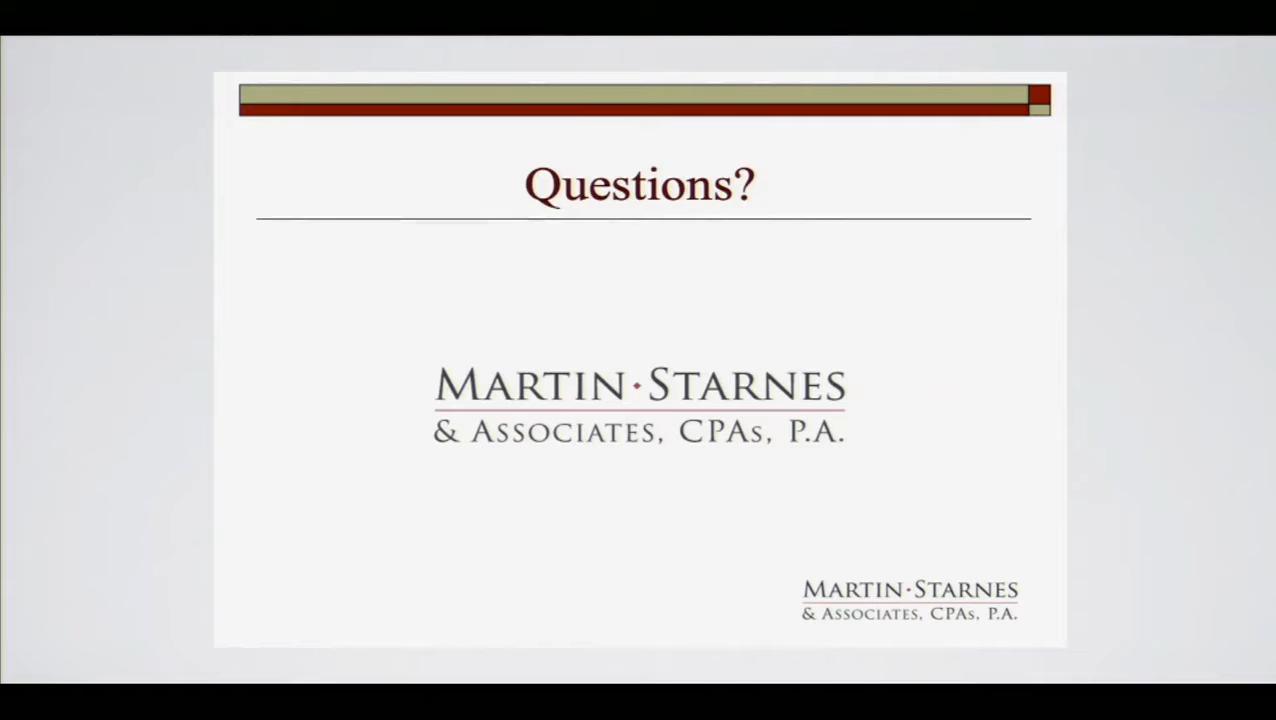 Questions?
MARTIN·STARNES
& ASSOCIATES, CPAS, P.A.
MARTIN·STARNES
& ASSOCIATES, CPAS, P.A.